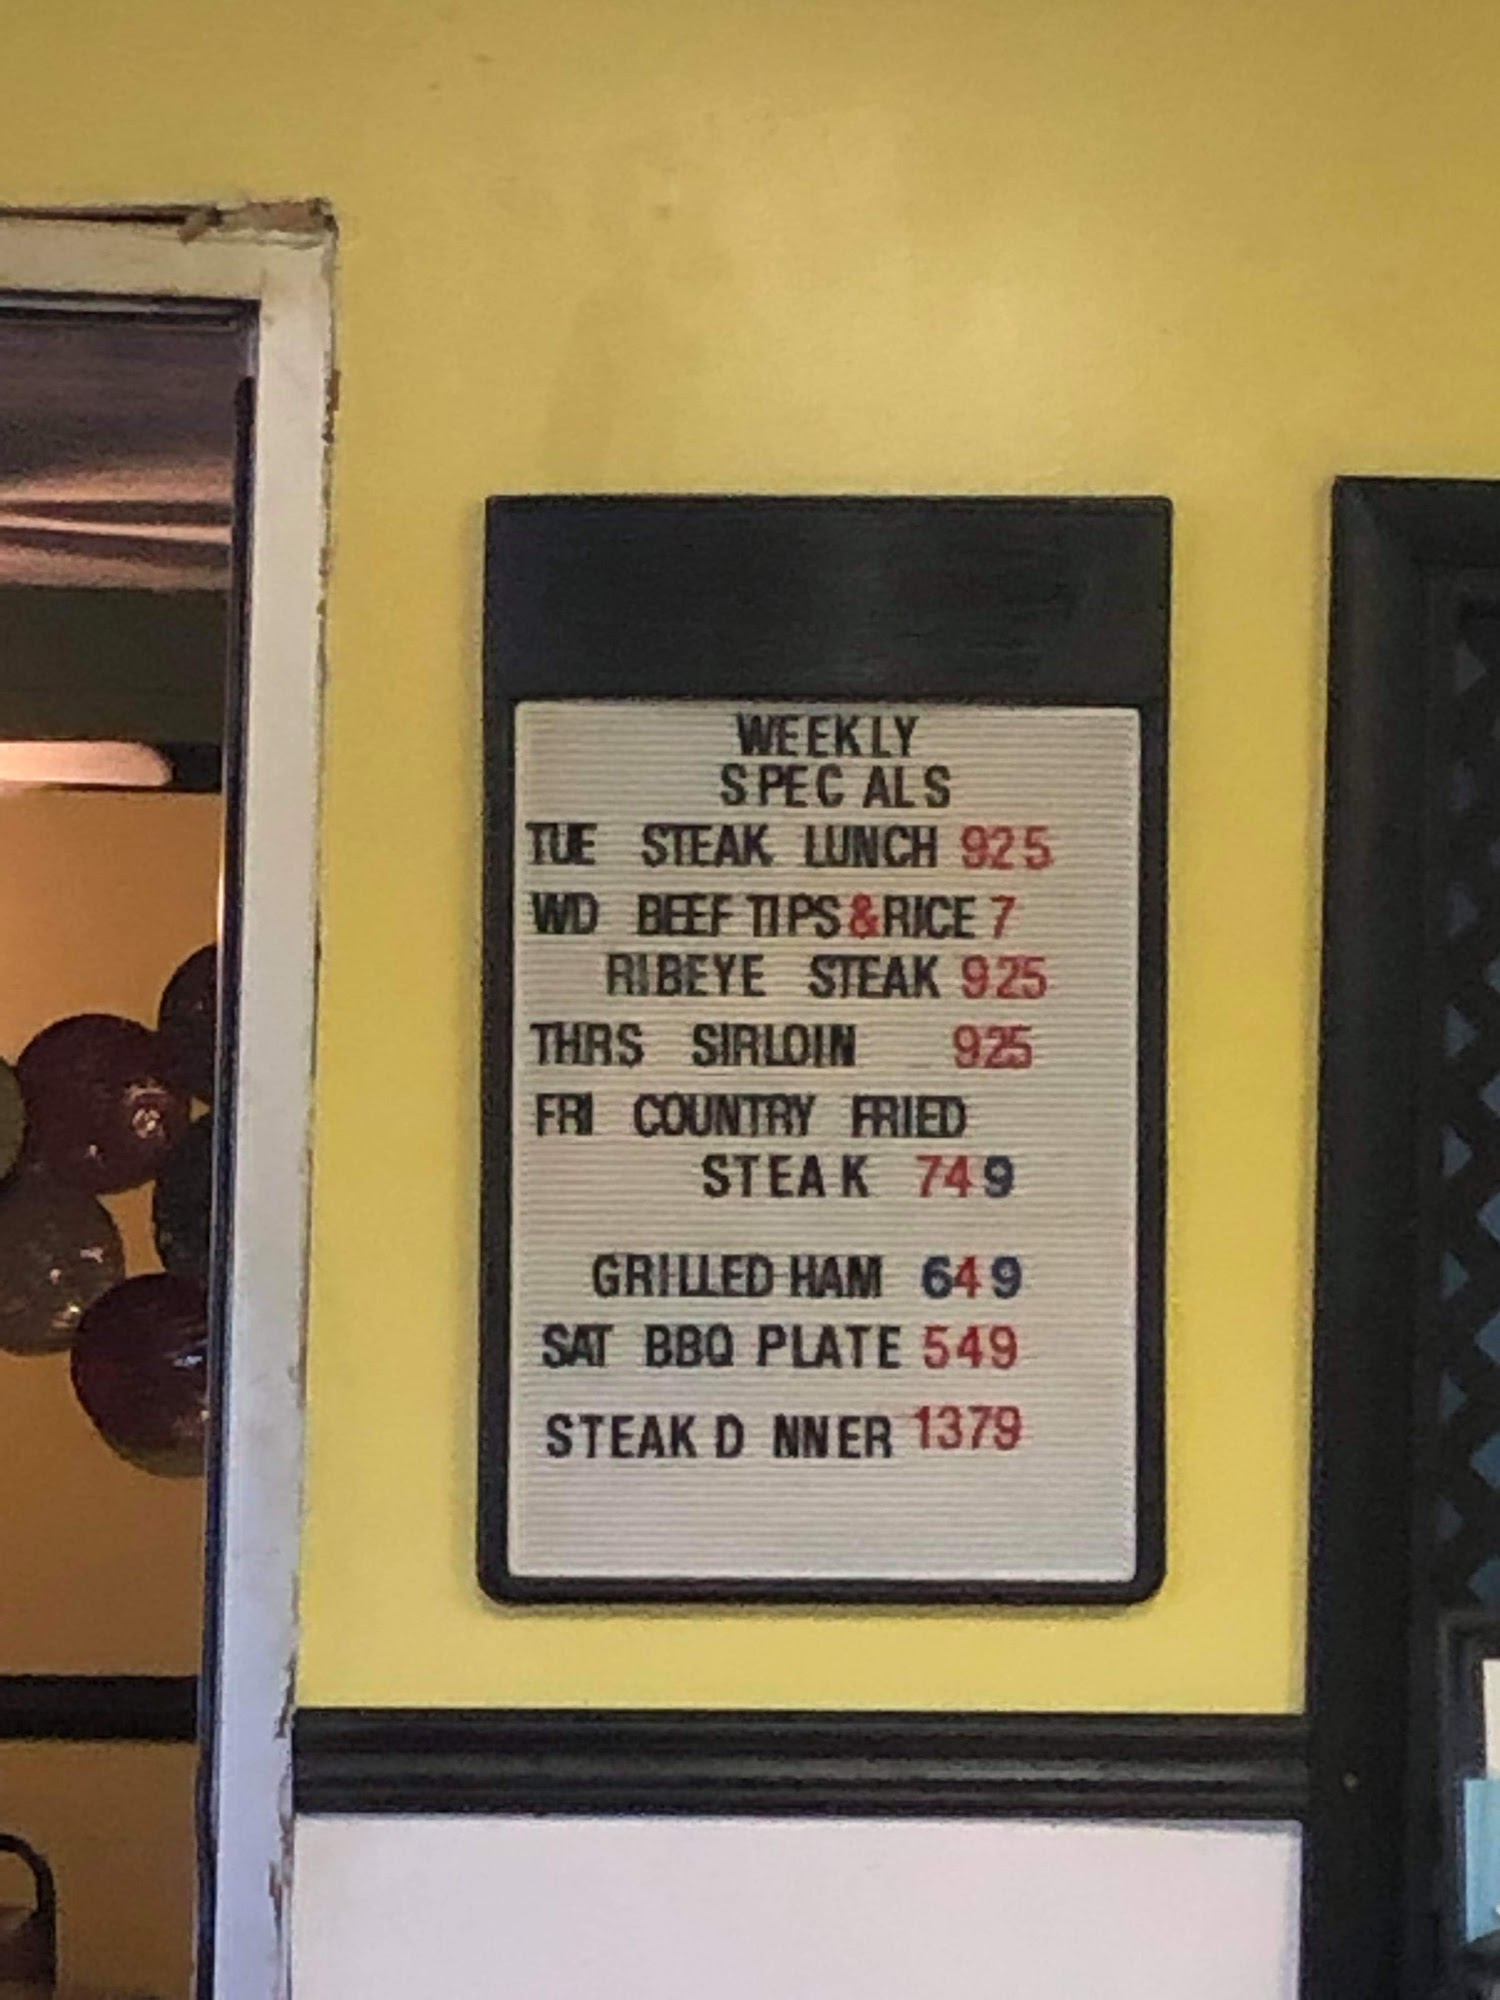 WEEKLY
SPEC ALS
TUE STEAK LUNCH 925
WD BEEF TIPS&RICE 7
RIBEYE STEAK 925
THRS SIRLOIN 925
FRI COUNTRY FRIED
STEAK 749
GRILLED HAM 649
SAT BBQ PLATE 549
STEAK D NNER 1379